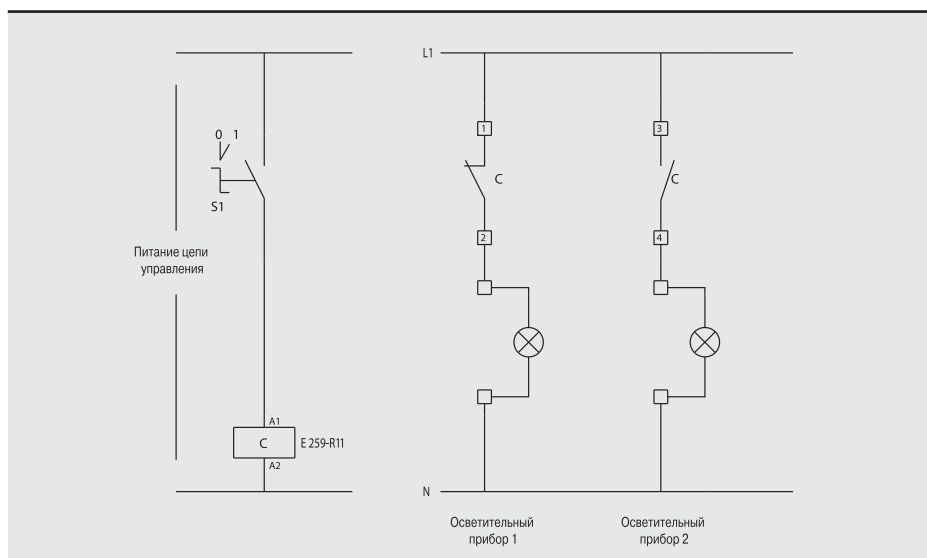 L1
0 1
S1
1
3
C
C
2
4
Питание цепи
управления
A1
C
E 259-R11
A2
N
Осветительный
прибор 1
Осветительный
прибор 2